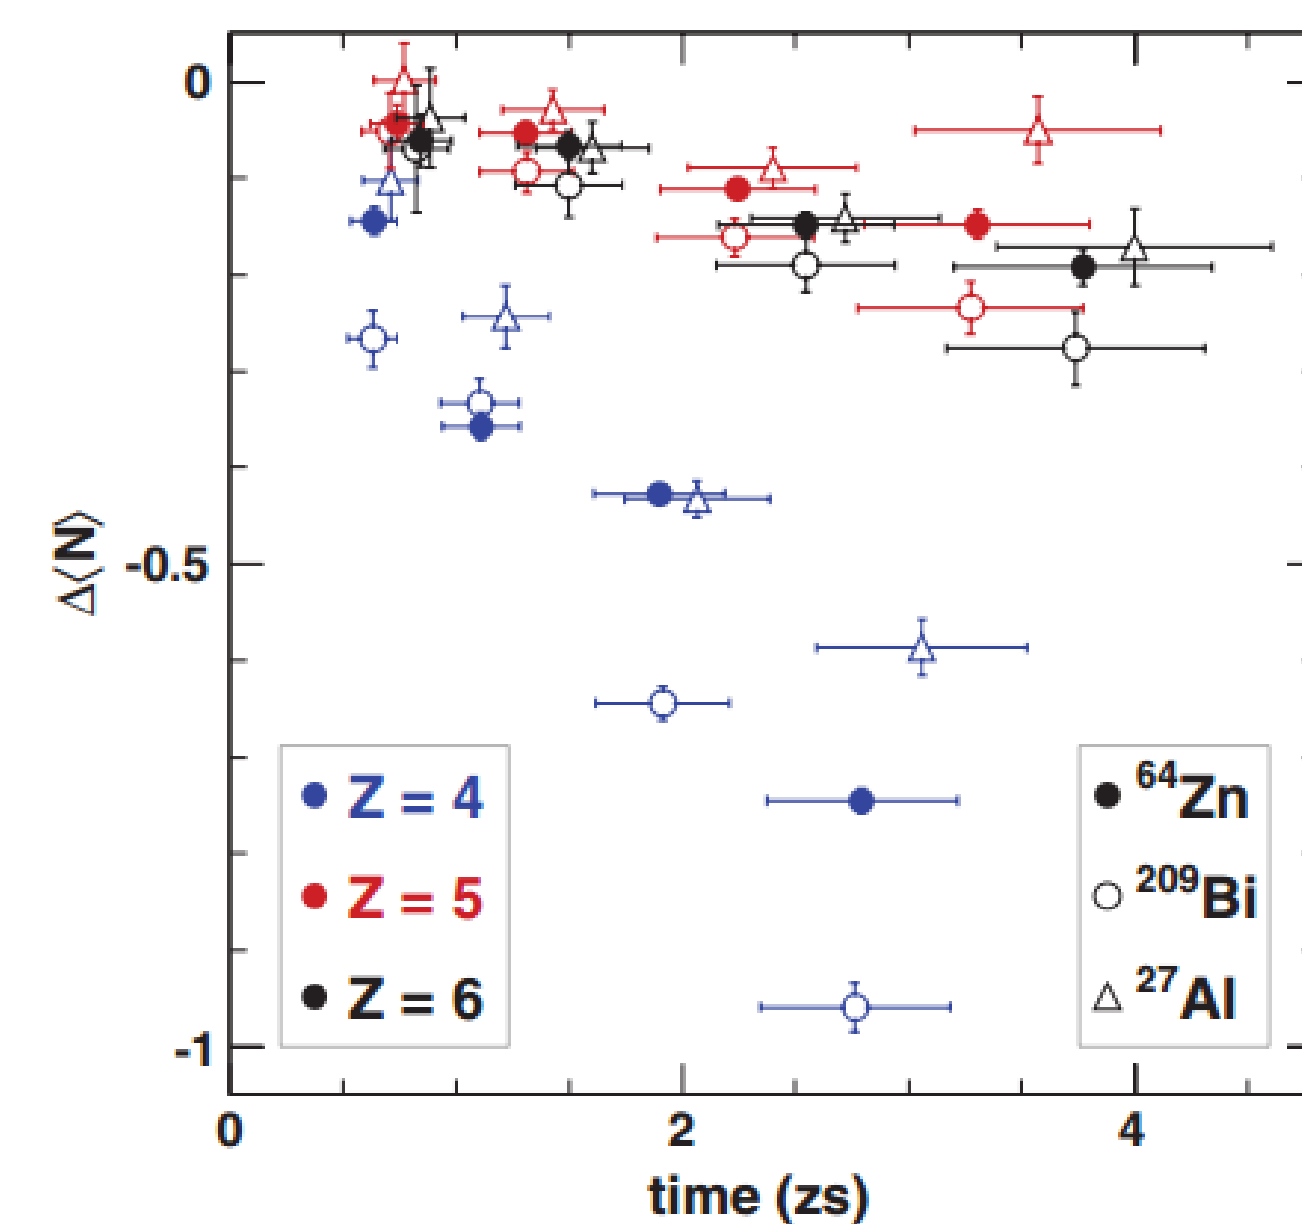 0
-0.5
-1
Δ⟨N⟩
Z = 4
Z = 5
Z = 6
⁶⁴Zn
²⁰⁹Bi
²⁷Al
0 2 4
time (zs)